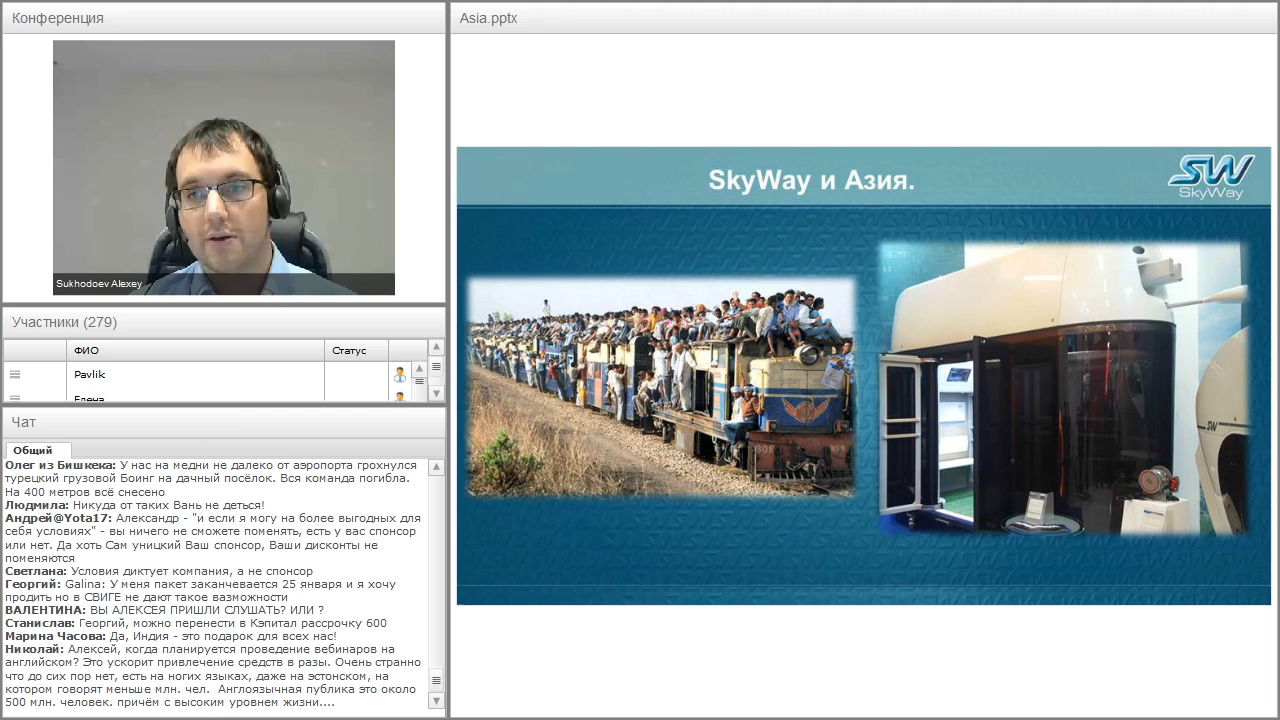 Конференция
Sukhodoev Alexey
Участники (279)
ФИО
Статус
Pavlik
Елена
Чат
Общий
Олег из Бишкека: У нас на медни не далеко от аэропорта грохнулся
турецкий грузовой Боинг на дачный посёлок. Вся команда погибла.
На 400 метров всё снесено
Людмила: Никуда от таких Вань не деться!
Андрей@Yota17: Александр - "и если я могу на более выгодных для
себя условиях" - вы ничего не сможете поменять, есть у вас спонсор
или нет. Да хоть Сам уницкий Ваш спонсор, Ваши дисконты не
поменяются
Светлана: Условия диктует компания, а не спонсор
Георгий: Galina: У меня пакет заканчевается 25 января и я хочу
продить но в СВИГЕ не дают такое вазможности
ВАЛЕНТИНА: ВЫ АЛЕКСЕЯ ПРИШЛИ СЛУШАТЬ? ИЛИ ?
Станислав: Георгий, можно перенести в Кэпитал рассрочку 600
Марина Часова: Да, Индия - это подарок для всех нас!
Николай: Алексей, когда планируется проведение вебинаров на
английском? Это ускорит привлечение средств в разы. Очень странно
что до сих пор нет, есть на ногих языках, даже на эстонском, на
котором говорят меньше млн. чел.  Англоязычная публика это около
500 млн. человек. причём с высоким уровнем жизни....
Asia.pptx
SkyWay и Азия.
SW
SkyWay
SW